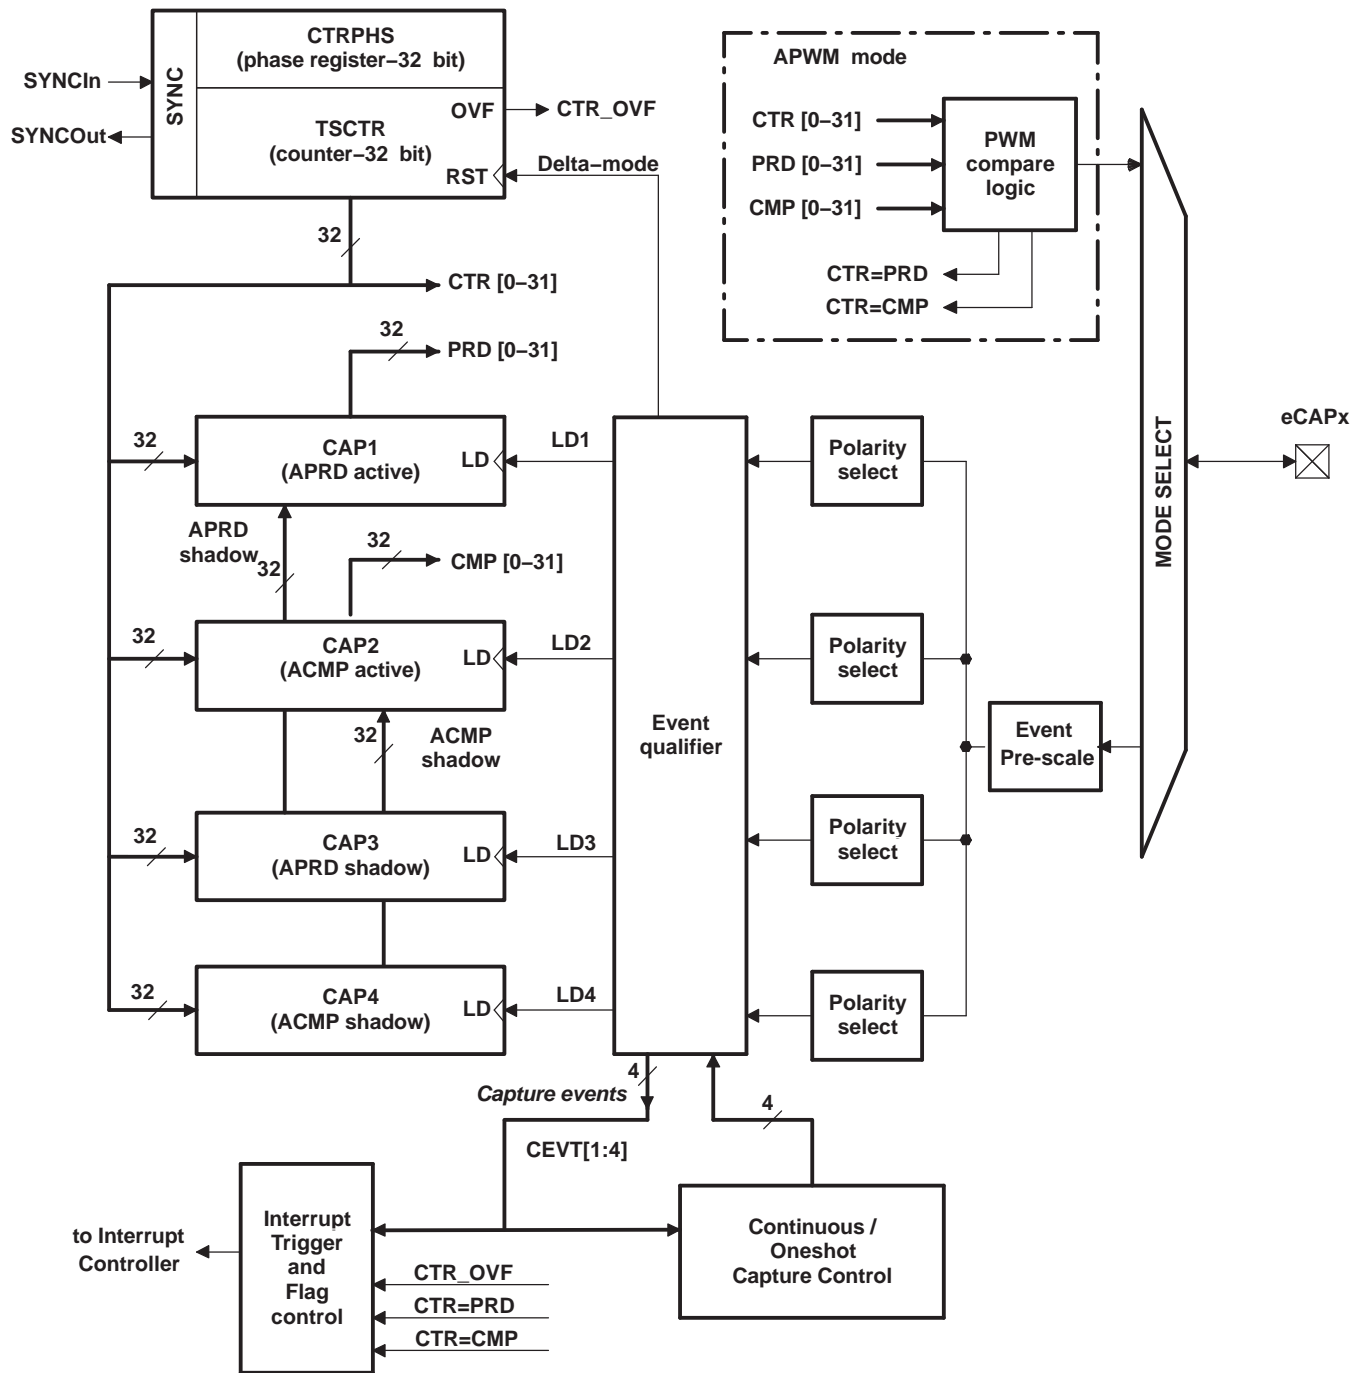 CTRPHS
(phase register−32 bit)
SYNC
SYNCIn
SYNCOut
OVF
CTR_OVF
TSCTR
(counter−32 bit)
RST
Delta−mode
32
CTR [0−31]
32
PRD [0−31]
APWM mode
CTR [0−31]
PRD [0−31]
CMP [0−31]
PWM
compare
logic
CTR=PRD
CTR=CMP
MODE SELECT
eCAPx
32
CAP1
(APRD active)
LD
LD1
Polarity
select
APRD
shadow
32
32
CMP [0−31]
32
CAP2
(ACMP active)
LD
LD2
Polarity
select
32
ACMP
shadow
Event
qualifier
Event
Pre-scale
32
CAP3
(APRD shadow)
LD
LD3
Polarity
select
32
CAP4
(ACMP shadow)
LD
LD4
Polarity
select
4
Capture events
CEVT[1:4]
4
to Interrupt
Controller
Interrupt
Trigger
and
Flag
control
CTR_OVF
CTR=PRD
CTR=CMP
Continuous /
Oneshot
Capture Control